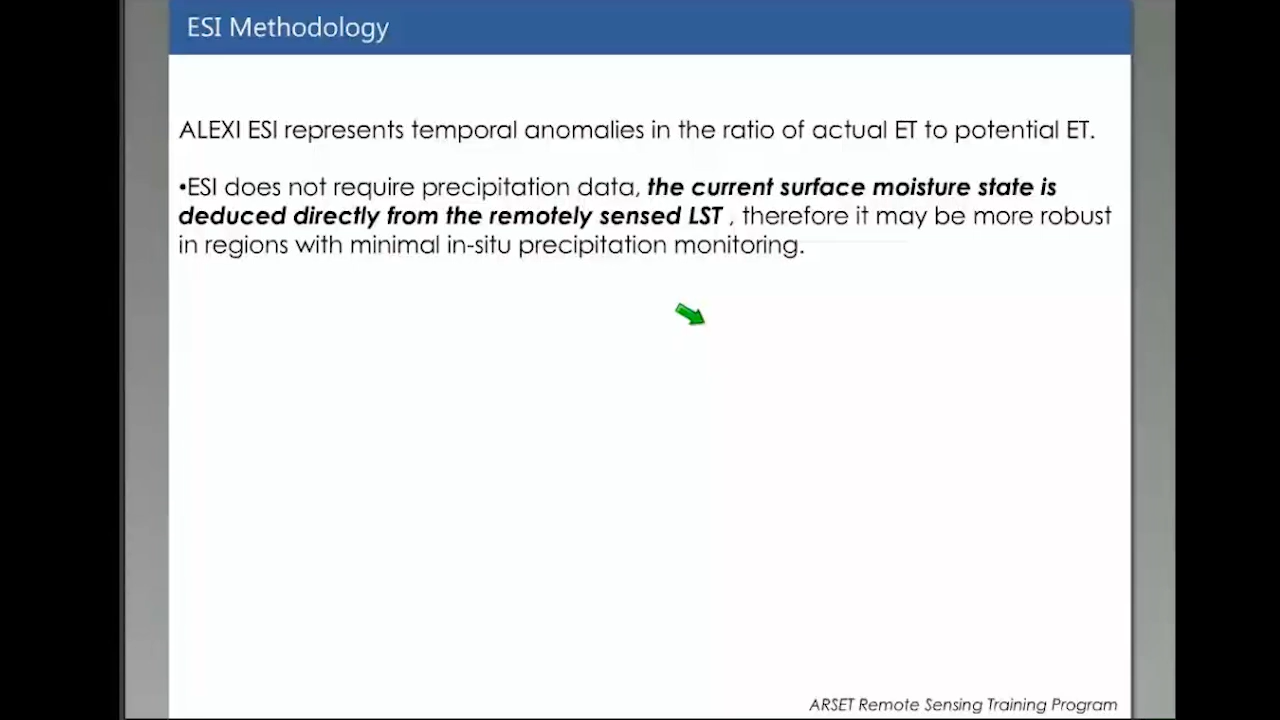 ESI Methodology
ALEXI ESI represents temporal anomalies in the ratio of actual ET to potential ET.
•ESI does not require precipitation data, the current surface moisture state is
deduced directly from the remotely sensed LST , therefore it may be more robust
in regions with minimal in-situ precipitation monitoring.
ARSET Remote Sensing Training Program